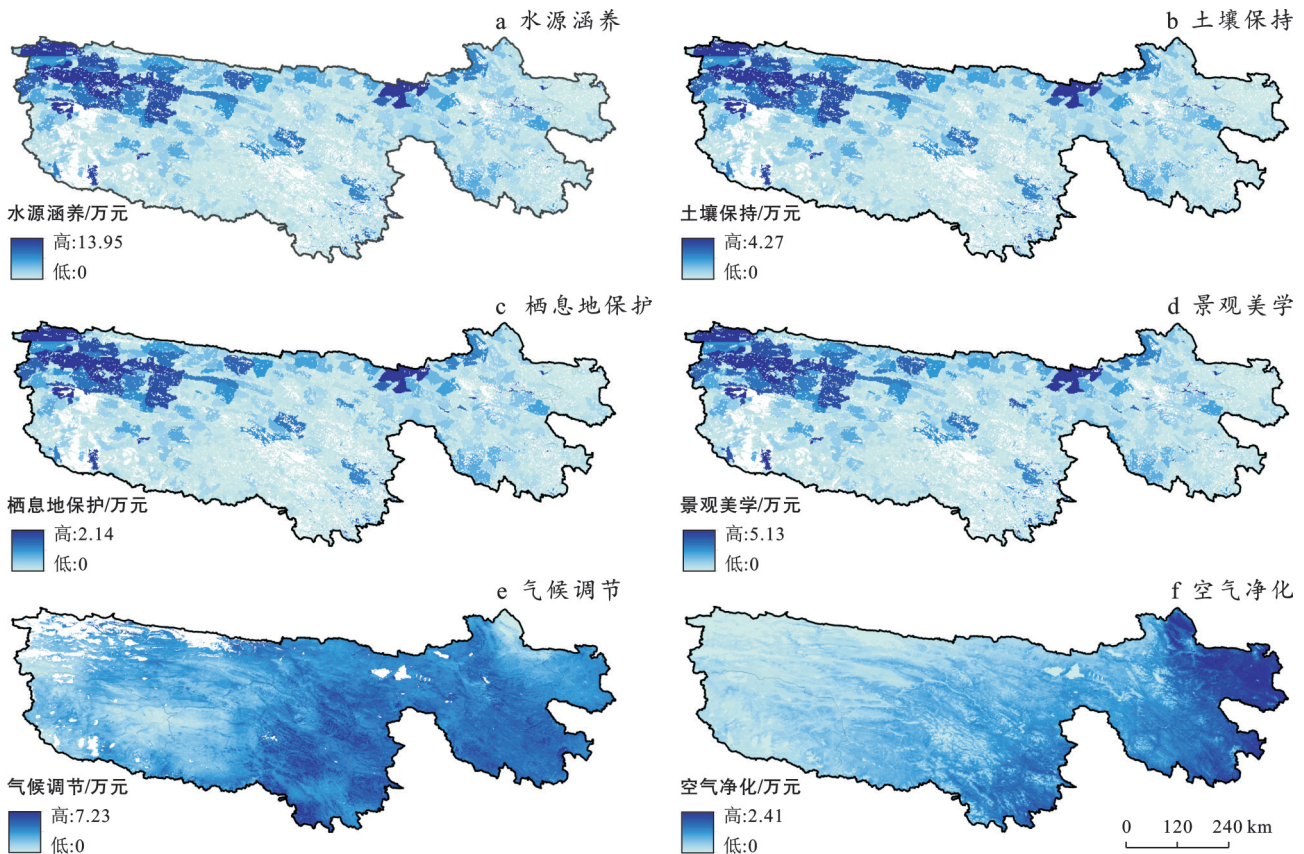 a 水源涵养
水源涵养/万元
高:13.95
低:0
b 土壤保持
土壤保持/万元
高:4.27
低:0
c 栖息地保护
栖息地保护/万元
高:2.14
低:0
d 景观美学
景观美学/万元
高:5.13
低:0
e 气候调节
气候调节/万元
高:7.23
低:0
f 空气净化
空气净化/万元
高:2.41
低:0
0 120 240 km